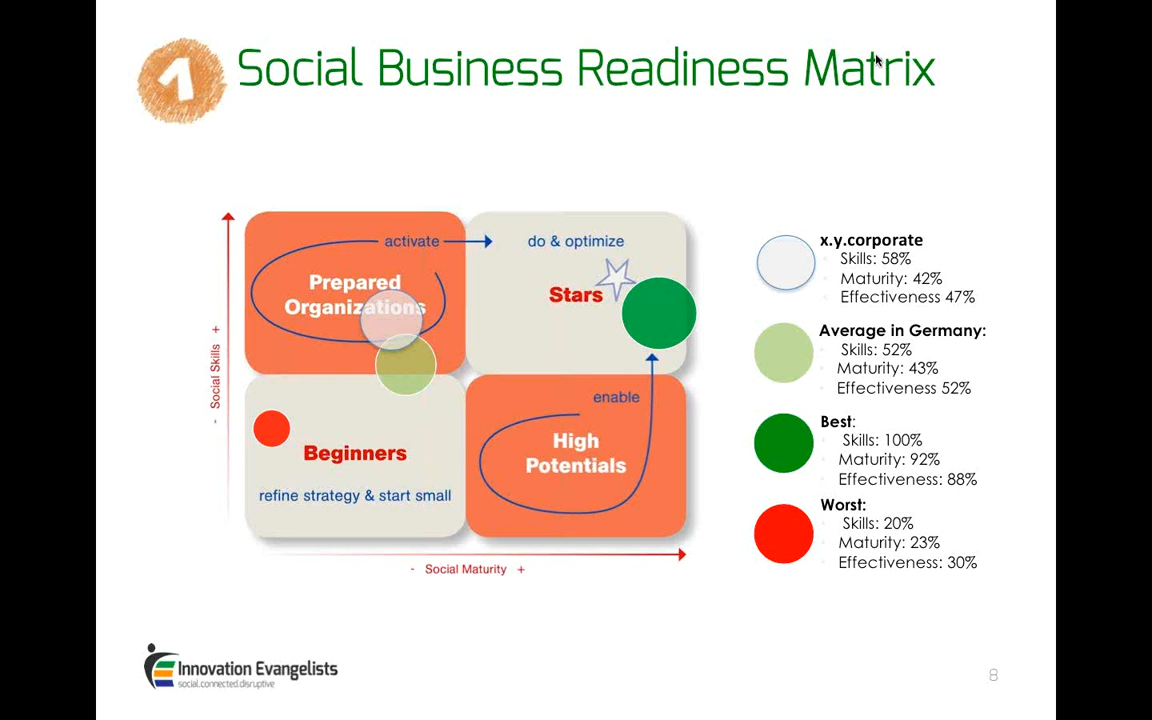 1
Social Business Readiness Matrix
activate
do & optimize
Prepared
Organizations
Stars
enable
Beginners
High
Potentials
refine strategy & start small
- Social Skills +
- Social Maturity +
x.y.corporate
Skills: 58%
Maturity: 42%
Effectiveness 47%
Average in Germany:
Skills: 52%
Maturity: 43%
Effectiveness 52%
Best:
Skills: 100%
Maturity: 92%
Effectiveness: 88%
Worst:
Skills: 20%
Maturity: 23%
Effectiveness: 30%
Innovation Evangelists
social.connected.disruptive
8